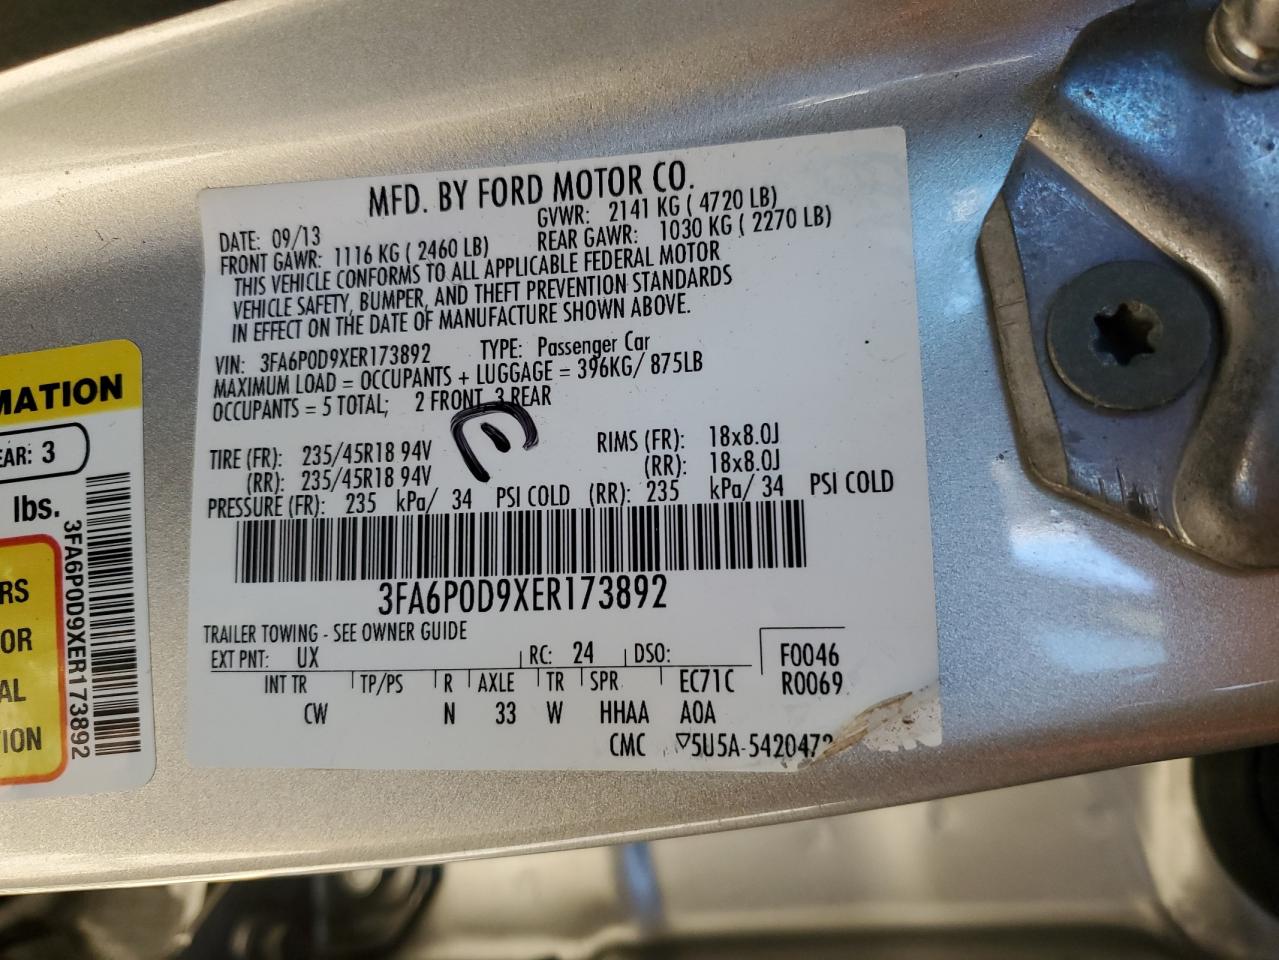 MFD. BY FORD MOTOR CO.
DATE: 09/13 GVWR: 2141 KG ( 4720 LB)
FRONT GAWR: 1116 KG ( 2460 LB) REAR GAWR: 1030 KG ( 2270 LB)
THIS VEHICLE CONFORMS TO ALL APPLICABLE FEDERAL MOTOR
VEHICLE SAFETY, BUMPER, AND THEFT PREVENTION STANDARDS
IN EFFECT ON THE DATE OF MANUFACTURE SHOWN ABOVE.
VIN: 3FA6P0D9XER173892 TYPE: Passenger Car
MAXIMUM LOAD = OCCUPANTS + LUGGAGE = 396KG/ 875LB
OCCUPANTS = 5 TOTAL; 2 FRONT 3 REAR
TIRE (FR): 235/45R18 94V RIMS (FR): 18x8.0J
(RR): 235/45R18 94V (RR): 18x8.0J
PRESSURE (FR): 235 kPa/ 34 PSI COLD (RR): 235 kPa/ 34 PSI COLD
3FA6P0D9XER173892
TRAILER TOWING - SEE OWNER GUIDE
EXT PNT: UX RC: 24 DSO: F0046
INT TR TP/PS R AXLE TR SPR EC71C R0069
CW N 33 W HHAA A0A
CMC ▽5U5A-5420472
MATION
EAR: 3
lbs.
3FA6P0D9XER173892
RS
OR
AL
ION